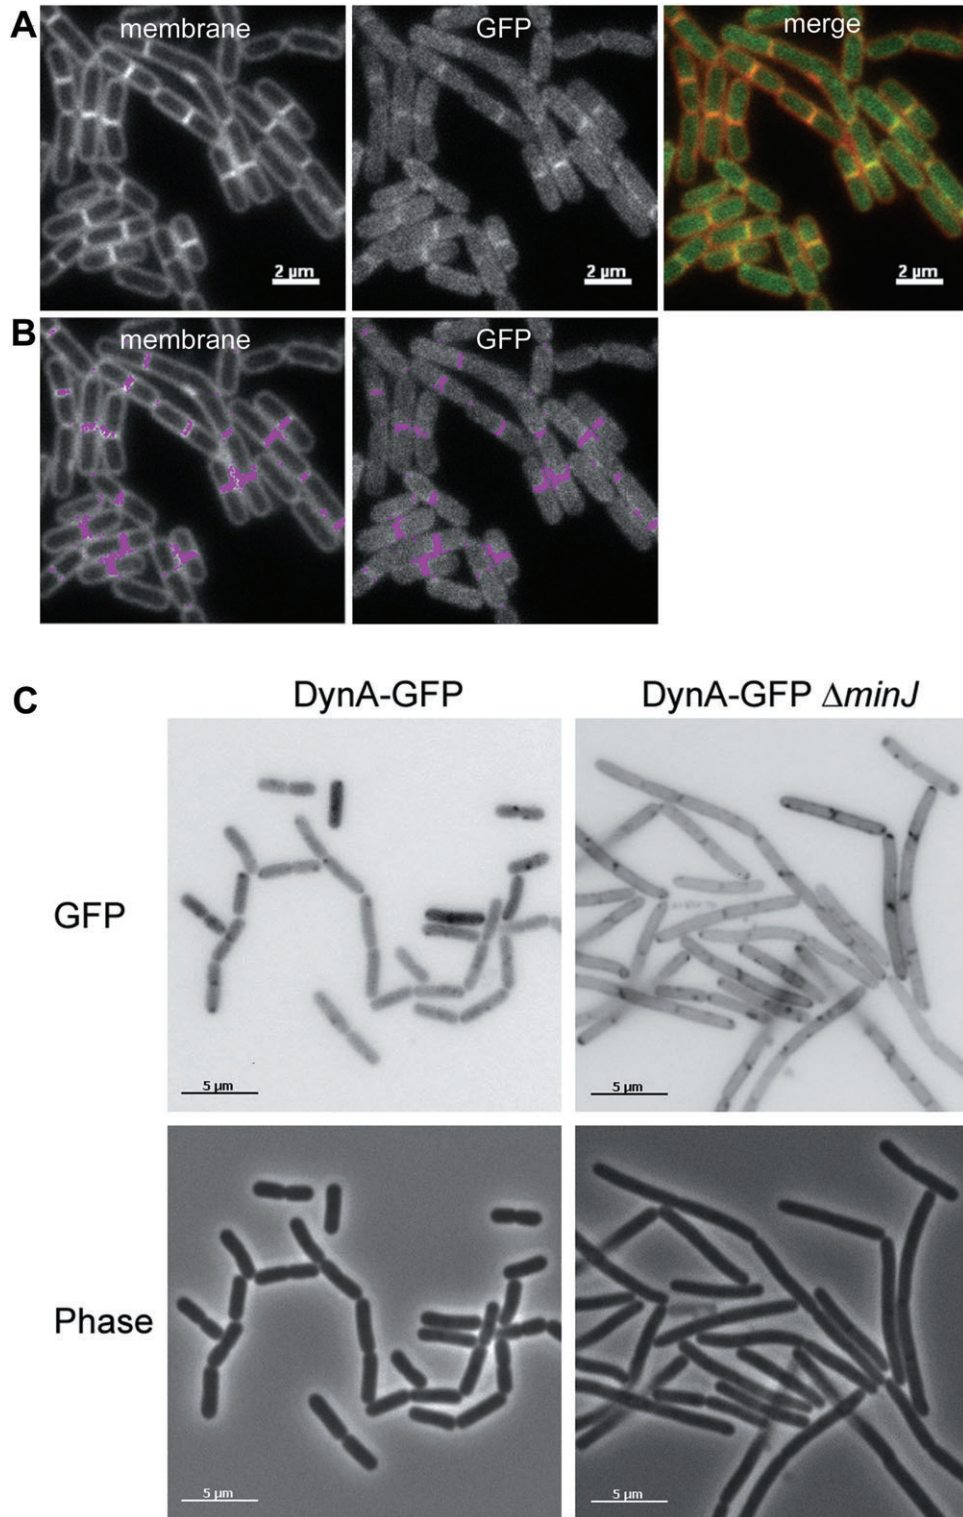 A
membrane
GFP
merge
2 µm
2 µm
2 µm
B
membrane
GFP
C
DynA-GFP
DynA-GFP ΔminJ
GFP
5 µm
5 µm
Phase
5 µm
5 µm